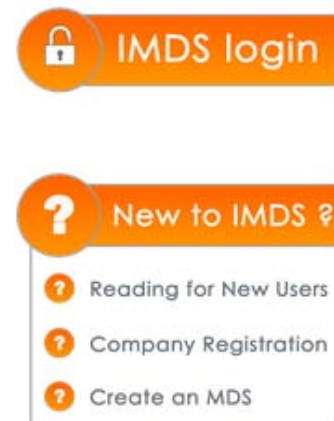 IMDS login
New to IMDS ?
Reading for New Users
Company Registration
Create an MDS